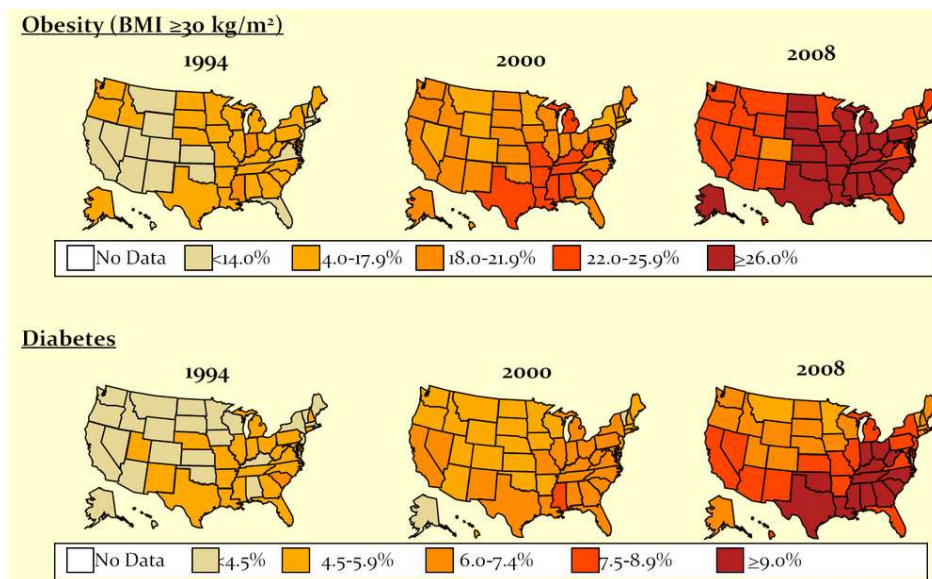 Obesity (BMI ≥30 kg/m²)
1994 2000 2008
No Data <14.0% 4.0-17.9% 18.0-21.9% 22.0-25.9% ≥26.0%
Diabetes
1994 2000 2008
No Data <4.5% 4.5-5.9% 6.0-7.4% 7.5-8.9% ≥9.0%